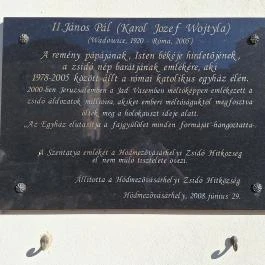 II János Pál (Karol Jozef Wojtyla)
(Wadowice, 1920 - Róma, 2005)
A remény pápájának, Isten békéje hirdetőjének,
a zsidó nép barátjának emlékére, aki
1978-2005 között állt a római katolikus egyház élén.
2000-ben Jeruzsálemben a Jad Vasemben méltóképpen emlékezett a
zsidó áldozatok millióira, akiket emberi méltóságuktól megfosztva
öltek meg a holokauszt ideje alatt.
"Az Egyház elutasítja a fajgyűlölet minden formáját-hangoztatta.
A Szentatya emlékét a Hódmezővásárhelyi Zsidó Hitközség
el nem múló tisztelete övezi.
Állította a Hódmezővásárhelyi Zsidó Hitközség
Hódmezővásárhely, 2008. június 29.